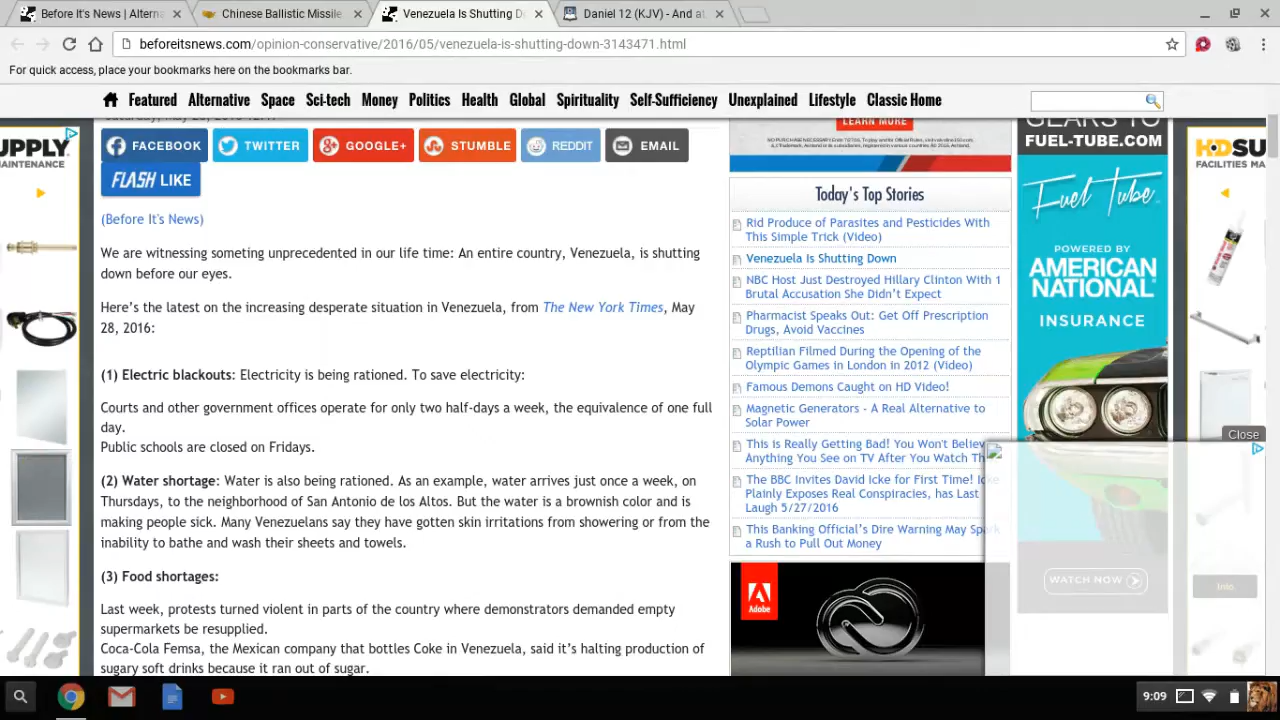 Before It's News | Alterna
Chinese Ballistic Missile
Venezuela Is Shutting D
Daniel 12 (KJV) - And at
beforeitsnews.com/opinion-conservative/2016/05/venezuela-is-shutting-down-3143471.html
For quick access, place your bookmarks here on the bookmarks bar.
Featured Alternative Space Sci-tech Money Politics Health Global Spirituality Self-Sufficiency Unexplained Lifestyle Classic Home
FACEBOOK TWITTER GOOGLE+ STUMBLE REDDIT EMAIL
FLASH LIKE
(Before It's News)
We are witnessing someting unprecedented in our life time: An entire country, Venezuela, is shutting
down before our eyes.
Here’s the latest on the increasing desperate situation in Venezuela, from The New York Times, May
28, 2016:
(1) Electric blackouts: Electricity is being rationed. To save electricity:
Courts and other government offices operate for only two half-days a week, the equivalence of one full
day.
Public schools are closed on Fridays.
(2) Water shortage: Water is also being rationed. As an example, water arrives just once a week, on
Thursdays, to the neighborhood of San Antonio de los Altos. But the water is a brownish color and is
making people sick. Many Venezuelans say they have gotten skin irritations from showering or from the
inability to bathe and wash their sheets and towels.
(3) Food shortages:
Last week, protests turned violent in parts of the country where demonstrators demanded empty
supermarkets be resupplied.
Coca-Cola Femsa, the Mexican company that bottles Coke in Venezuela, said it’s halting production of
sugary soft drinks because it ran out of sugar.
LEARN MORE
Today's Top Stories
Rid Produce of Parasites and Pesticides With
This Simple Trick (Video)
Venezuela Is Shutting Down
NBC Host Just Destroyed Hillary Clinton With 1
Brutal Accusation She Didn’t Expect
Pharmacist Speaks Out: Get Off Prescription
Drugs, Avoid Vaccines
Reptilian Filmed During the Opening of the
Olympic Games in London in 2012 (Video)
Famous Demons Caught on HD Video!
Magnetic Generators - A Real Alternative to
Solar Power
This is Really Getting Bad! You Won't Believ
Anything You See on TV After You Watch Th
The BBC Invites David Icke for First Time! Icke
Plainly Exposes Real Conspiracies, has Last
Laugh 5/27/2016
This Banking Official’s Dire Warning May Spark
a Rush to Pull Out Money
Adobe
GEARS TO
FUEL-TUBE.COM
Fuel Tube
POWERED BY
AMERICAN
NATIONAL
INSURANCE
WATCH NOW
Close
UPPLY
MAINTENANCE
HDSU
FACILITIES MA
Info
9:09